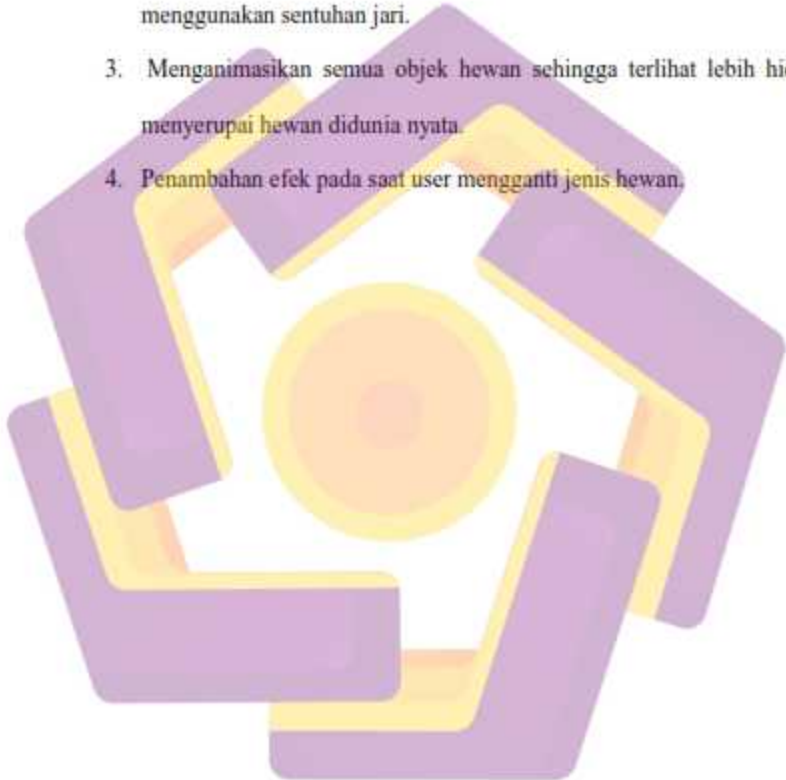 menggunakan sentuhan jari.
3. Menganimasikan semua objek hewan sehingga terlihat lebih
menyerupai hewan didunia nyata.
4. Penambahan efek pada saat user mengganti jenis hewan.